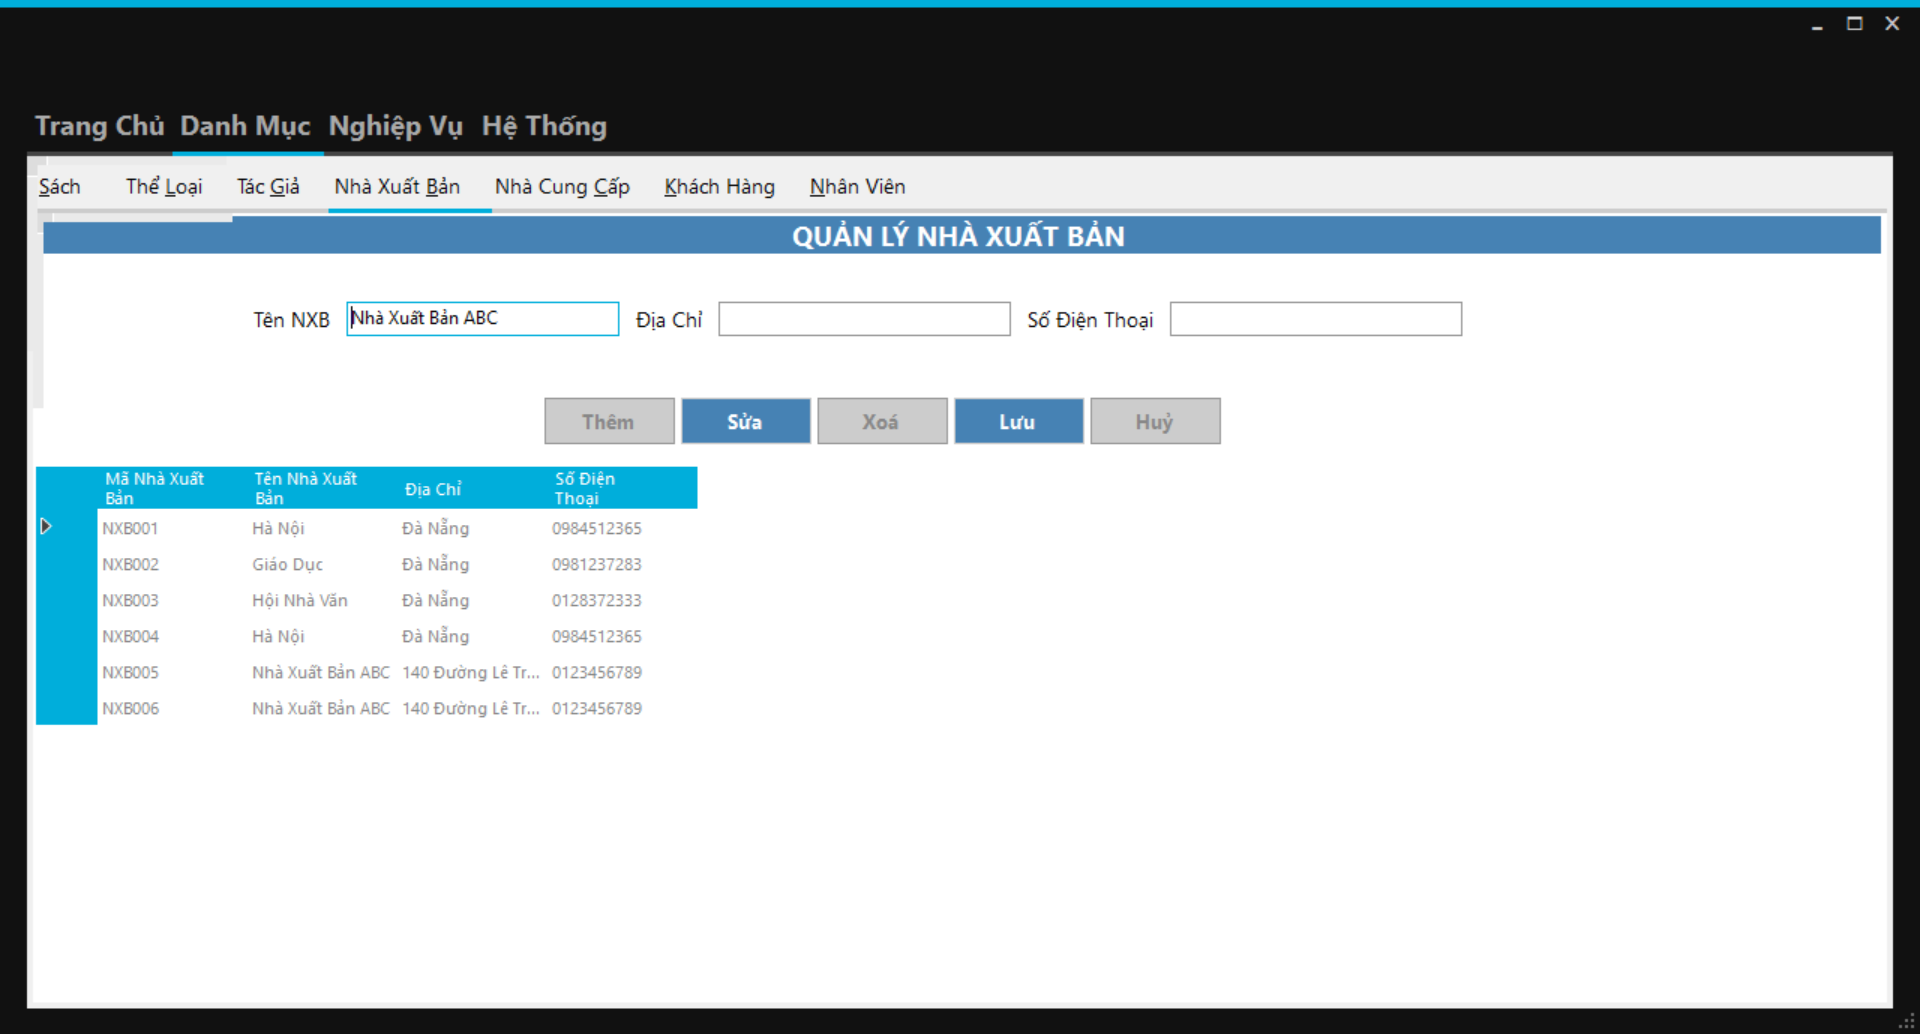 Trang Chủ Danh Mục Nghiệp Vụ Hệ Thống
Sách Thể Loại Tác Giả Nhà Xuất Bản Nhà Cung Cấp Khách Hàng Nhân Viên
QUẢN LÝ NHÀ XUẤT BẢN
Tên NXB Nhà Xuất Bản ABC Địa Chỉ Số Điện Thoại
Thêm Sửa Xoá Lưu Huỷ
Mã Nhà Xuất Bản Tên Nhà Xuất Bản Địa Chỉ Số Điện Thoại
NXB001 Hà Nội Đà Nẵng 0984512365
NXB002 Giáo Dục Đà Nẵng 0981237283
NXB003 Hội Nhà Văn Đà Nẵng 0128372333
NXB004 Hà Nội Đà Nẵng 0984512365
NXB005 Nhà Xuất Bản ABC 140 Đường Lê Tr... 0123456789
NXB006 Nhà Xuất Bản ABC 140 Đường Lê Tr... 0123456789